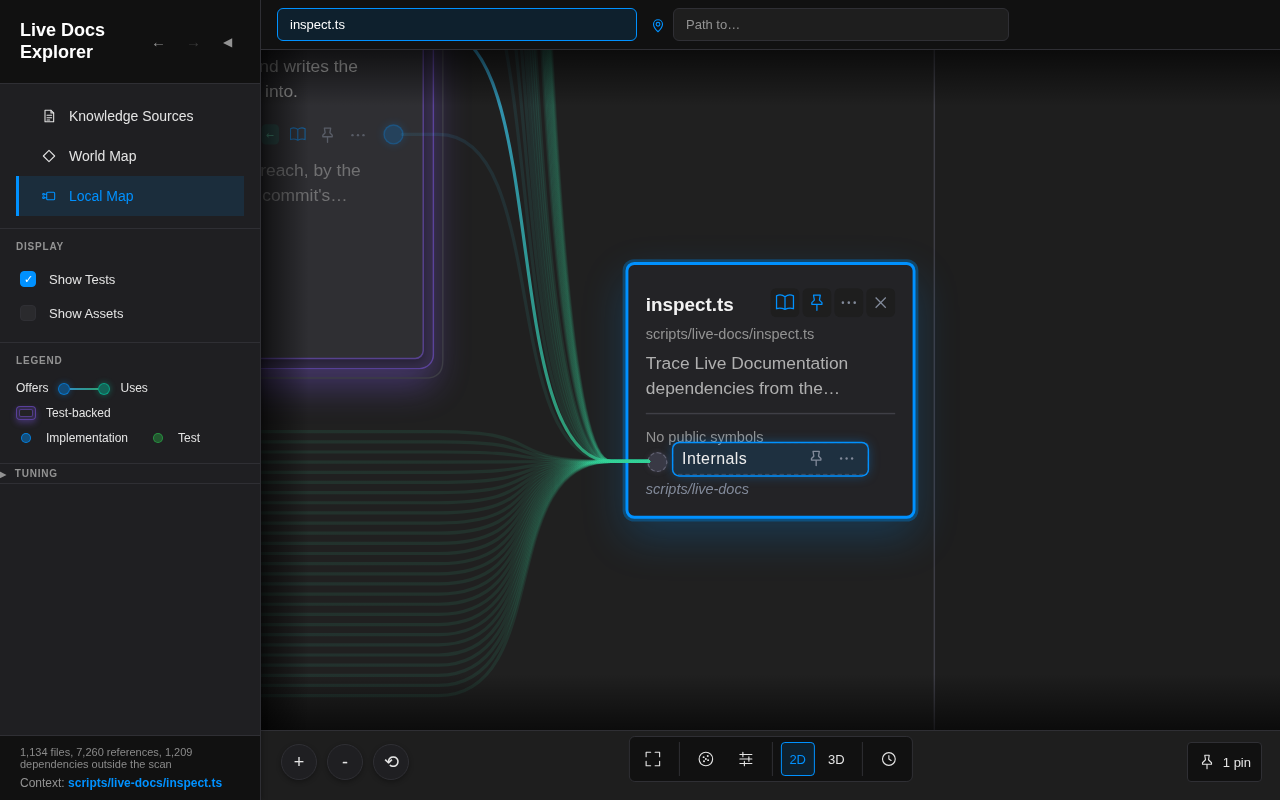 Live Docs
Explorer
inspect.ts
Path to…
Knowledge Sources
World Map
Local Map
DISPLAY
Show Tests
Show Assets
LEGEND
Offers
Uses
Test-backed
Implementation
Test
TUNING
nd writes the
into.
reach, by the
commit's…
inspect.ts
scripts/live-docs/inspect.ts
Trace Live Documentation
dependencies from the…
No public symbols
Internals
scripts/live-docs
1,134 files, 7,260 references, 1,209
dependencies outside the scan
Context: scripts/live-docs/inspect.ts
+
-
2D
3D
1 pin